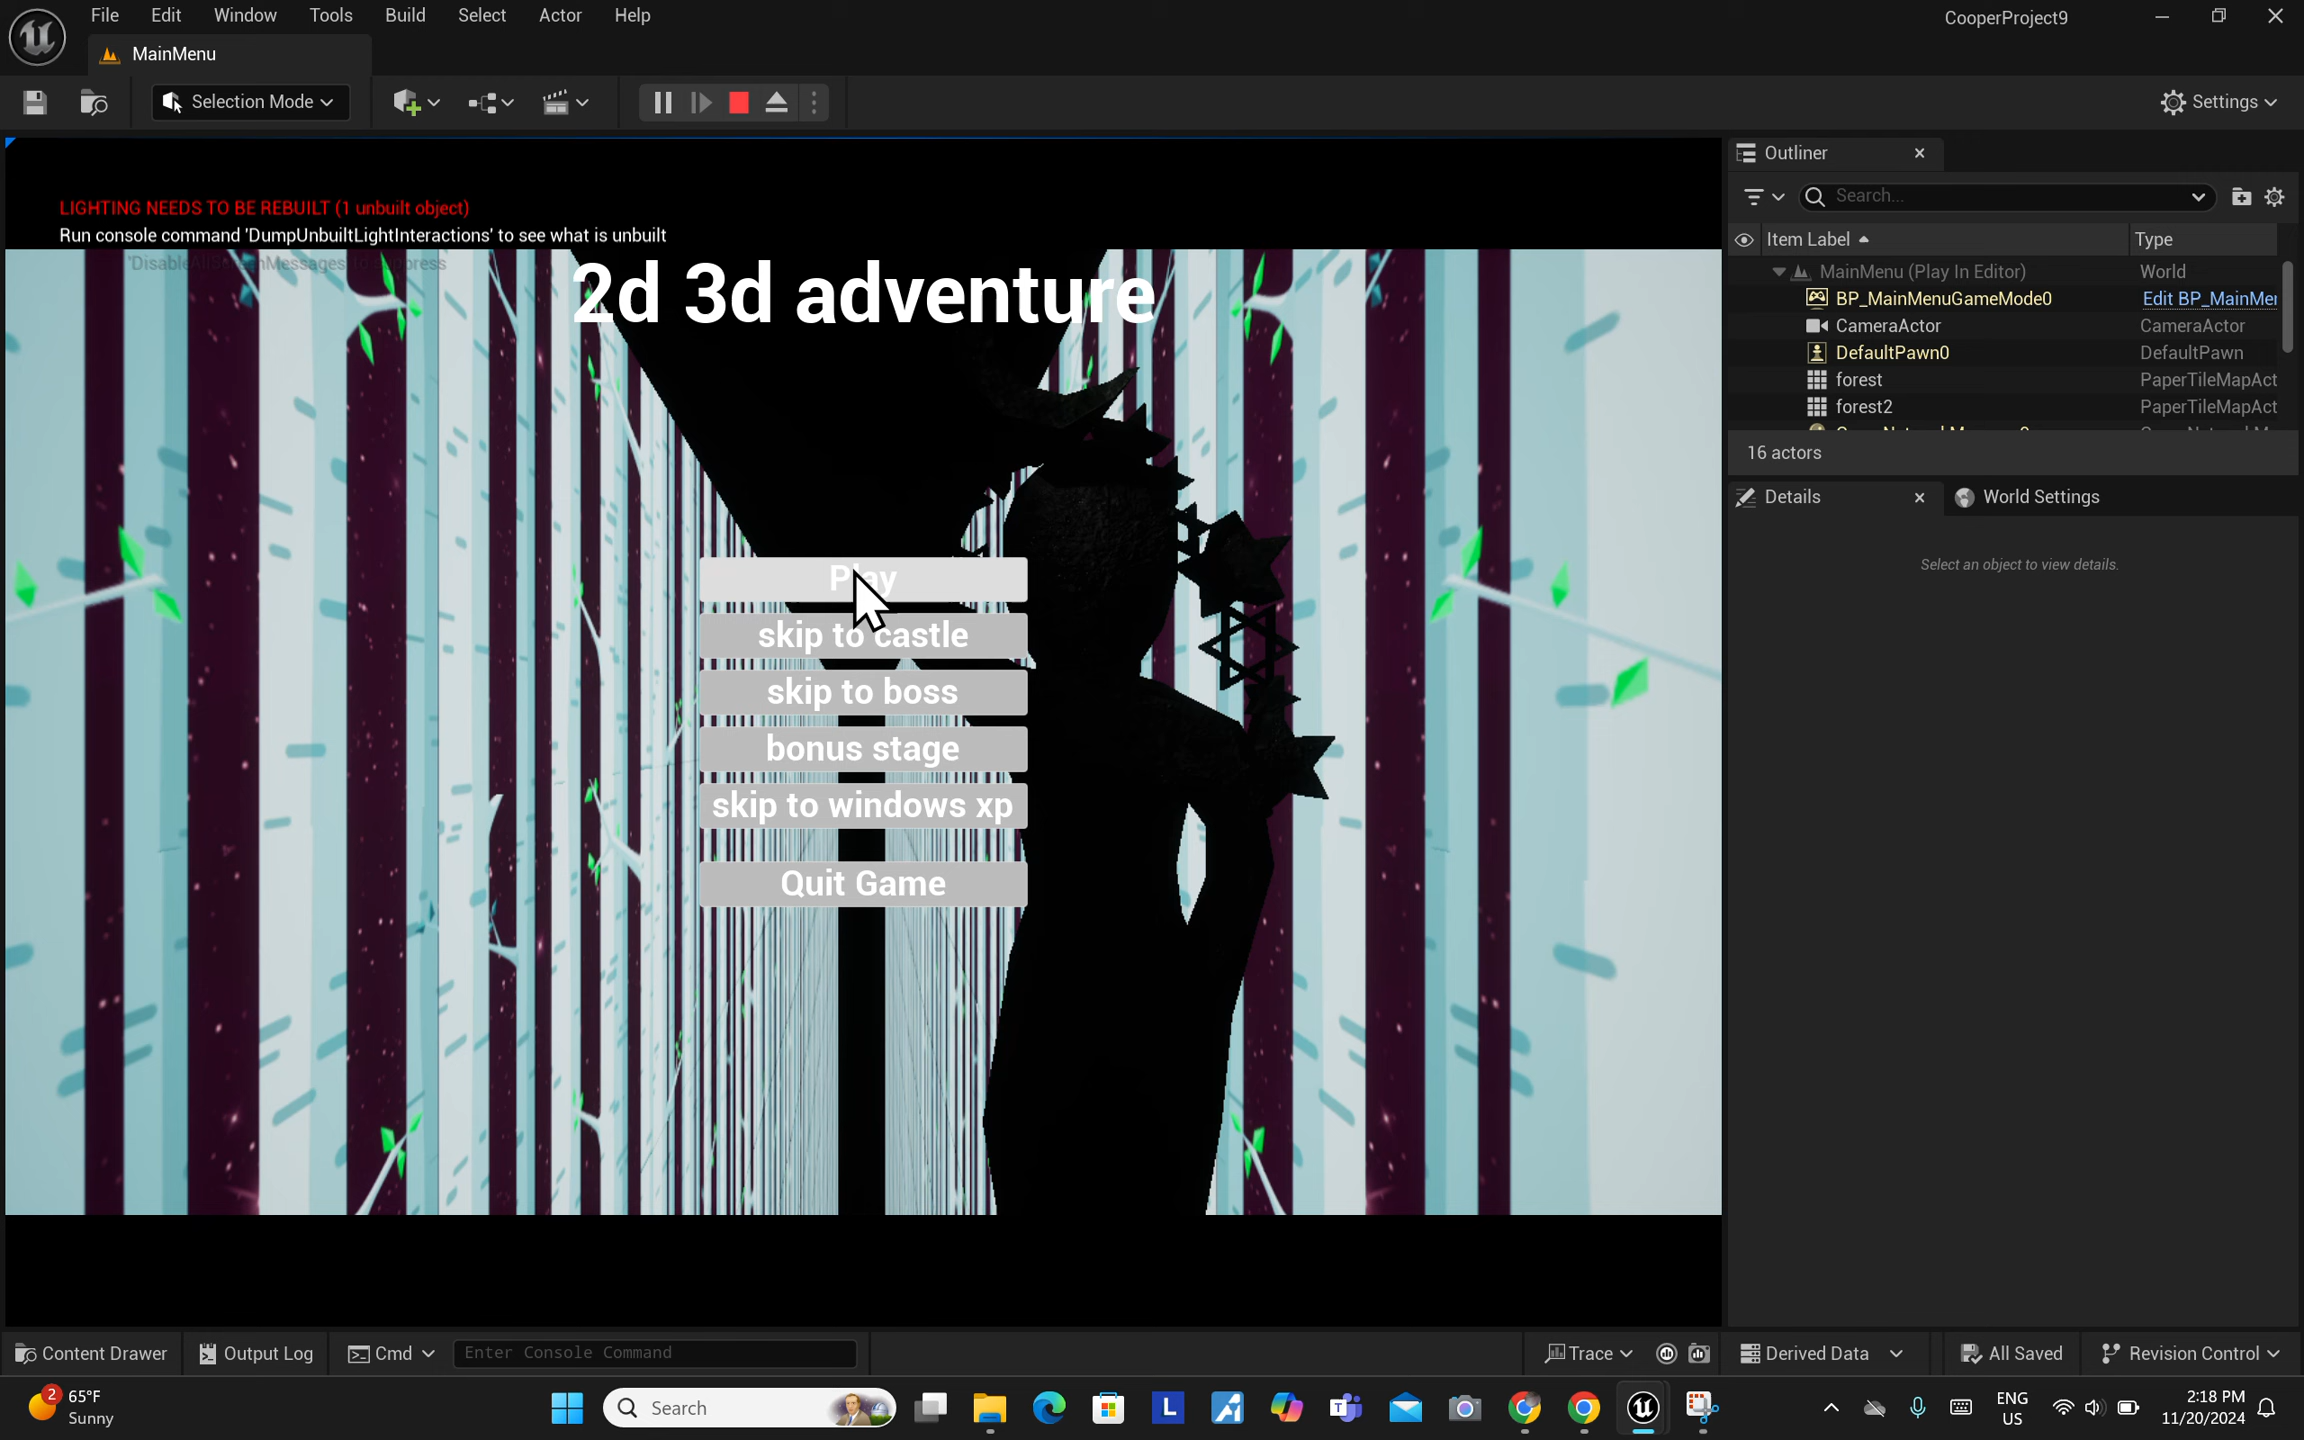 File Edit Window Tools Build Select Actor Help
CooperProject9
MainMenu
Selection Mode
Settings
LIGHTING NEEDS TO BE REBUILT (1 unbuilt object)
Run console command 'DumpUnbuiltLightInteractions' to see what is unbuilt
2d 3d adventure
Play
skip to castle
skip to boss
bonus stage
skip to windows xp
Quit Game
Outliner
Search...
Item Label Type
MainMenu (Play In Editor) World
BP_MainMenuGameMode0 Edit BP_MainMer
CameraActor CameraActor
DefaultPawn0 DefaultPawn
forest PaperTileMapAct
forest2 PaperTileMapAct
16 actors
Details World Settings
Select an object to view details.
Content Drawer Output Log Cmd Enter Console Command Trace Derived Data All Saved Revision Control
2 65°F
Sunny
Search
L
ENG
US
2:18 PM
11/20/2024